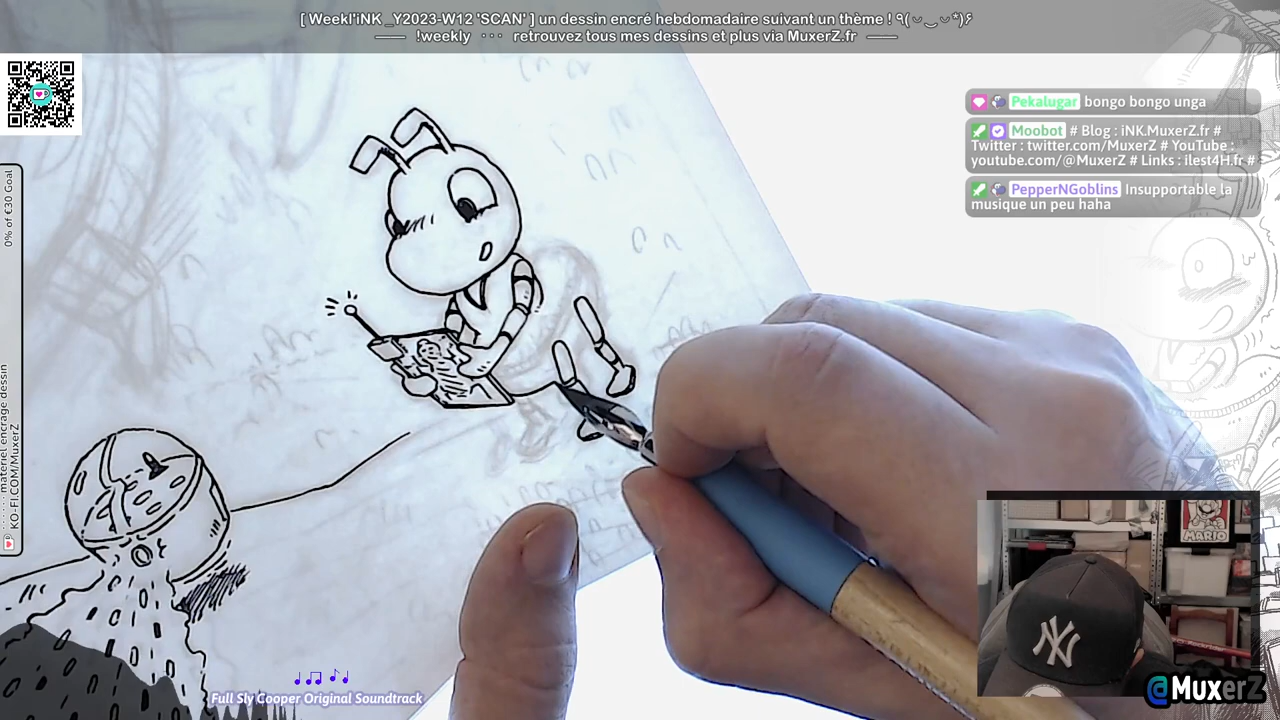 [ Weekl'iNK _Y2023-W12 'SCAN' ] un dessin encré hebdomadaire suivant un thème ! ٩(◡‿◡*)۶
—— !weekly ··· retrouvez tous mes dessins et plus via MuxerZ.fr ——
Pekalugar bongo bongo unga
Moobot # Blog : iNK.MuxerZ.fr #
Twitter : twitter.com/MuxerZ # YouTube :
youtube.com/@MuxerZ # Links : ilest4H.fr #
PepperNGoblins Insupportable la
musique un peu haha
0% of €30 Goal
materiel encrage dessin
KO-FI.COM/MuxerZ
MARIO
NY
Full Sly Cooper Original Soundtrack
@MuxerZ